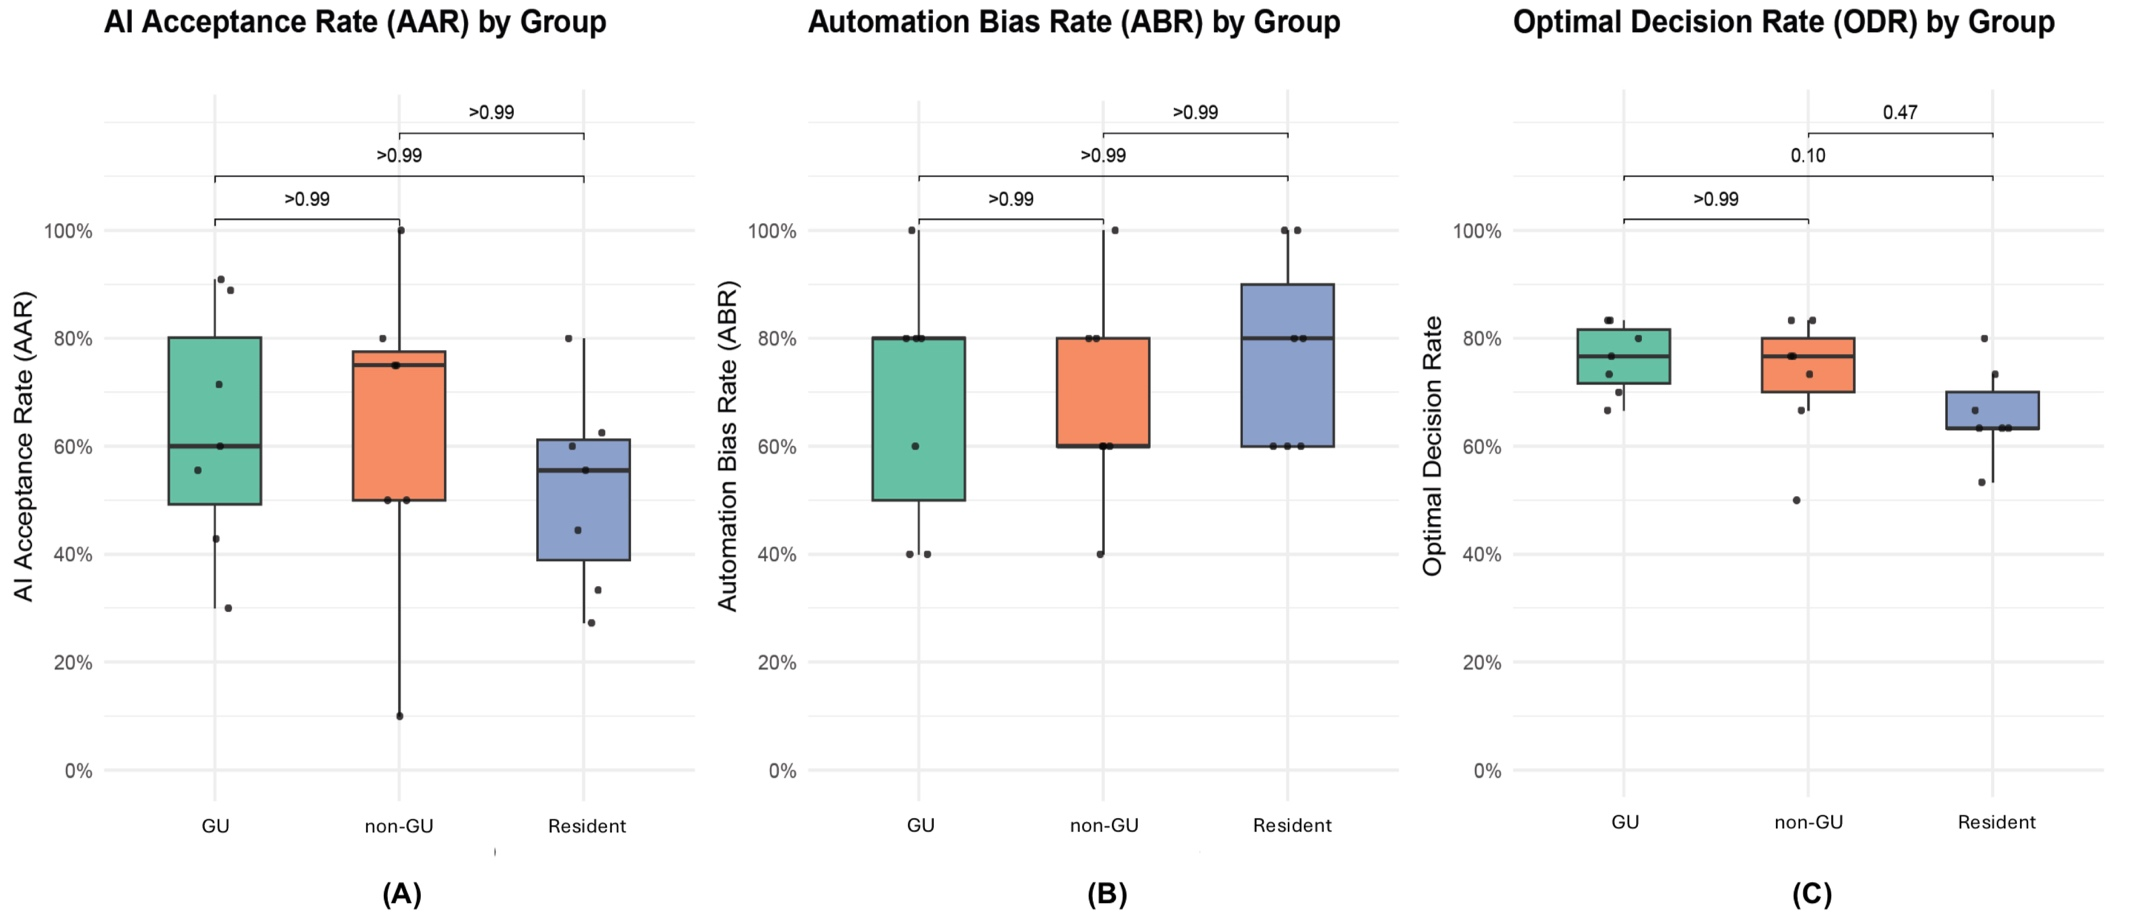 AI Acceptance Rate (AAR) by Group
>0.99
>0.99
>0.99
100%
80%
60%
40%
20%
0%
AI Acceptance Rate (AAR)
GU non-GU Resident
(A)
Automation Bias Rate (ABR) by Group
>0.99
>0.99
>0.99
100%
80%
60%
40%
20%
0%
Automation Bias Rate (ABR)
GU non-GU Resident
(B)
Optimal Decision Rate (ODR) by Group
0.47
0.10
>0.99
100%
80%
60%
40%
20%
0%
Optimal Decision Rate
GU non-GU Resident
(C)